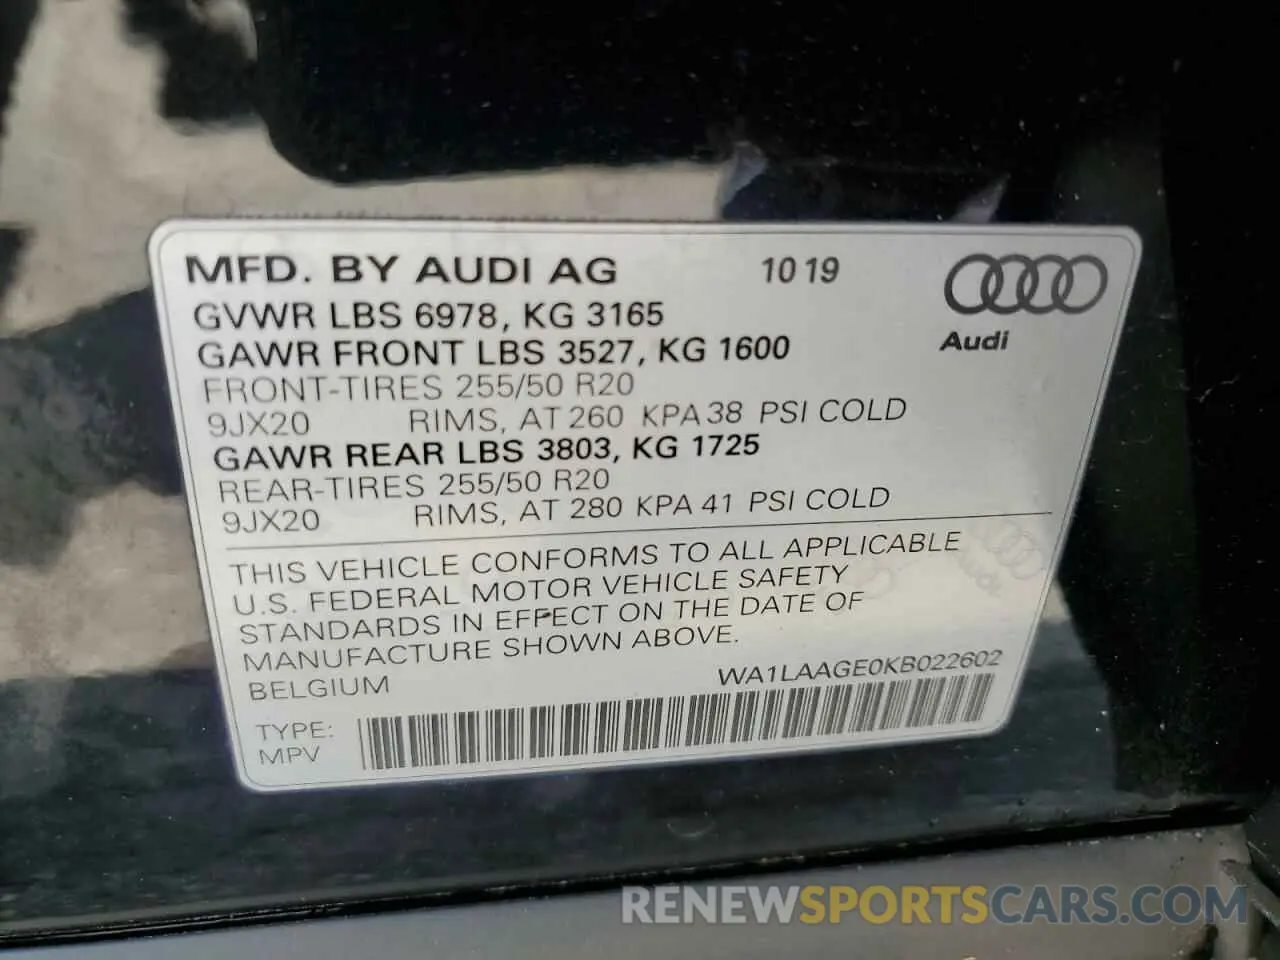 MFD. BY AUDI AG 10 19
GVWR LBS 6978, KG 3165
GAWR FRONT LBS 3527, KG 1600
Audi
FRONT-TIRES 255/50 R20
9JX20 RIMS, AT 260 KPA 38 PSI COLD
GAWR REAR LBS 3803, KG 1725
REAR-TIRES 255/50 R20
9JX20 RIMS, AT 280 KPA 41 PSI COLD
THIS VEHICLE CONFORMS TO ALL APPLICABLE
U.S. FEDERAL MOTOR VEHICLE SAFETY
STANDARDS IN EFFECT ON THE DATE OF
MANUFACTURE SHOWN ABOVE.
BELGIUM WA1LAAGE0KB022602
TYPE:
MPV
RENEWSPORTSCARS.COM